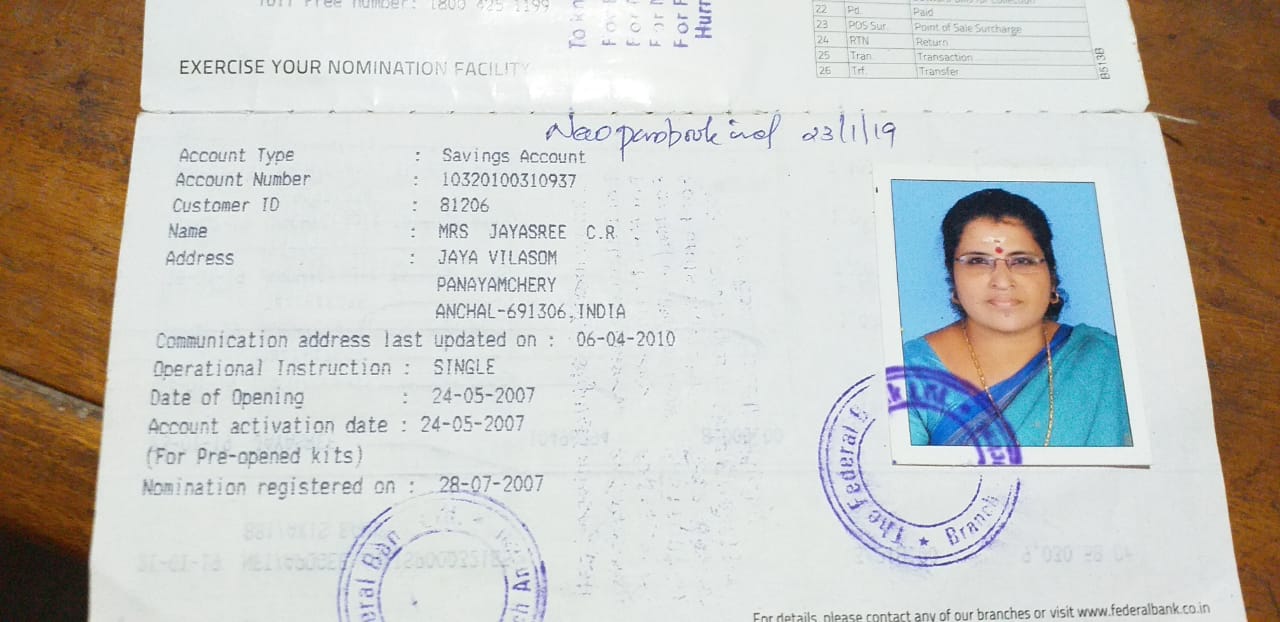 Toll Free Number: 1800 425 1199
EXERCISE YOUR NOMINATION FACILITY
22 Pd. Paid
23 POS Sur. Point of Sale Surcharge
24 RTN Return
25 Tran. Transaction
26 Trf. Transfer
B513B
New passbook 23/1/19
Account Type : Savings Account
Account Number : 10320100310937
Customer ID : 81206
Name : MRS JAYASREE C.R
Address : JAYA VILASOM
PANAYAMCHERY
ANCHAL-691306,INDIA
Communication address last updated on : 06-04-2010
Operational Instruction : SINGLE
Date of Opening : 24-05-2007
Account activation date : 24-05-2007
(For Pre-opened kits)
Nomination registered on : 28-07-2007
The Federal
★ Branch
For details, please contact any of our branches or visit www.federalbank.co.in